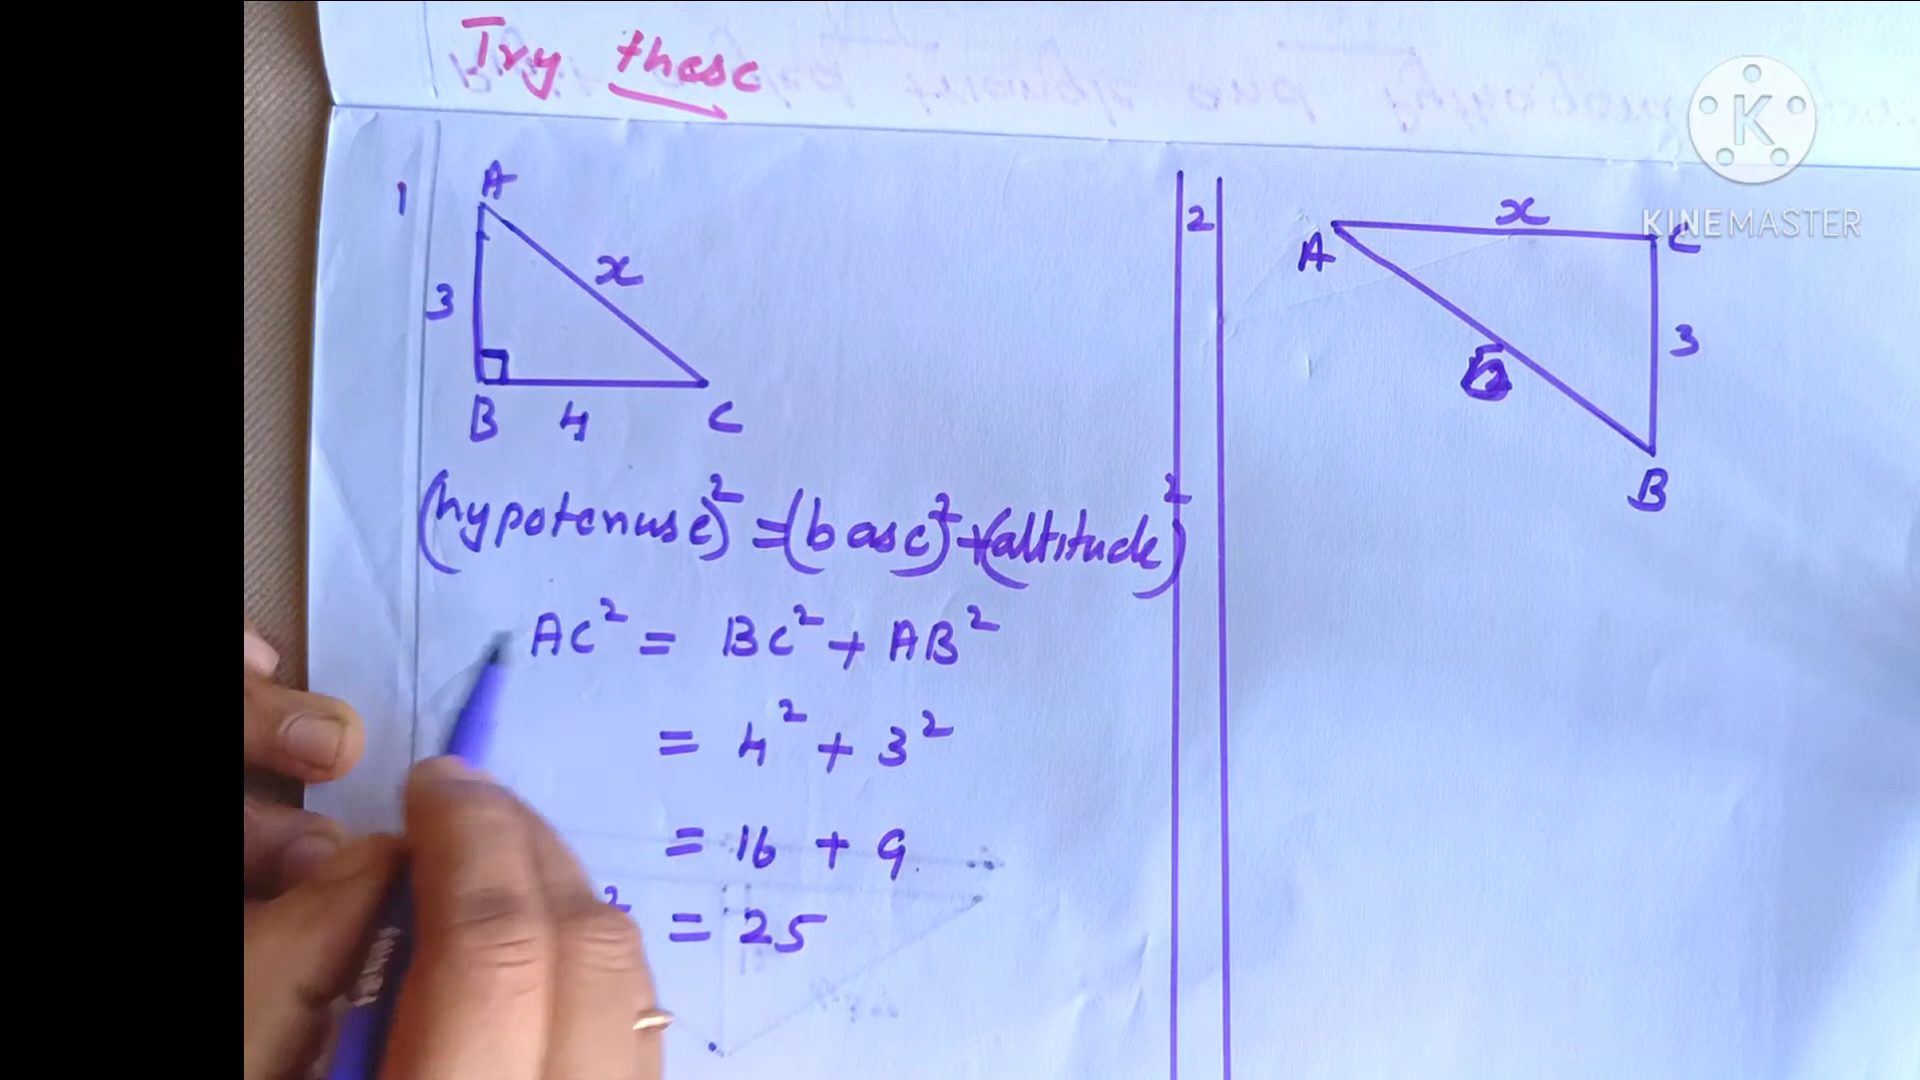 Try these
1
A
3
x
B
4
C
(hypotenuse)² = (base)² + (altitude)²
AC² = BC² + AB²
= 4² + 3²
= 16 + 9
² = 25
2
x
A
C
3
B
K
KINEMASTER